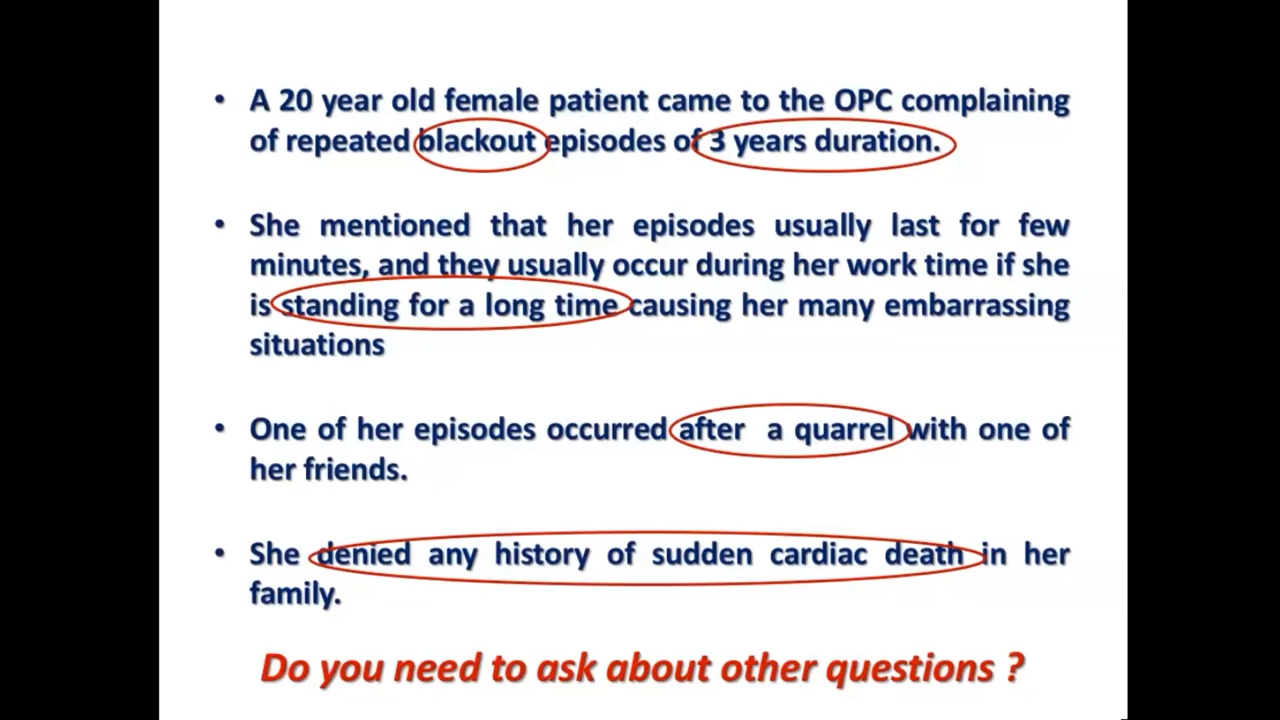 • A 20 year old female patient came to the OPC complaining
of repeated blackout episodes of 3 years duration.
• She mentioned that her episodes usually last for few
minutes, and they usually occur during her work time if she
is standing for a long time causing her many embarrassing
situations
• One of her episodes occurred after a quarrel with one of
her friends.
• She denied any history of sudden cardiac death in her
family.
Do you need to ask about other questions ?